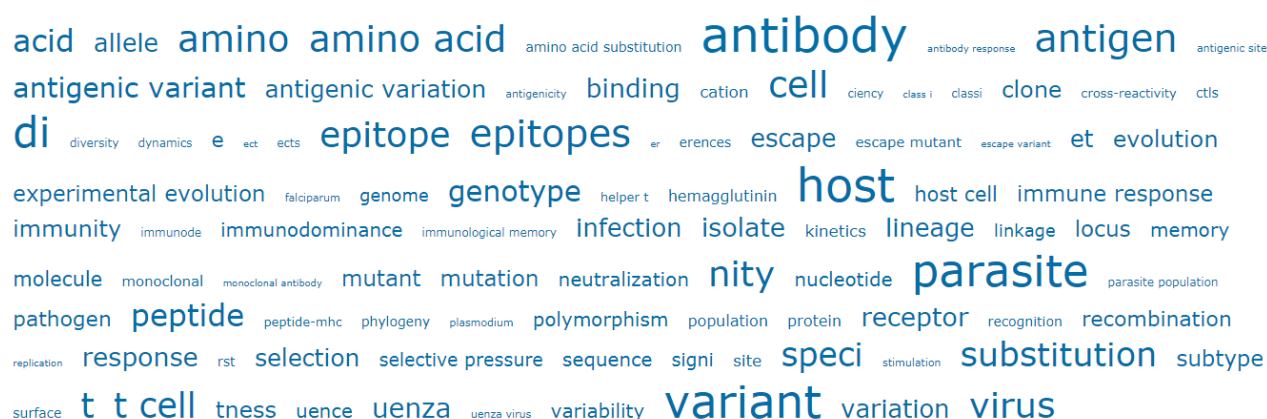 acid allele amino amino acid amino acid substitution antibody antibody response antigen antigenic site
antigenic variant antigenic variation antigenicity binding cation cell ciency class i classi clone cross-reactivity ctls
di diversity dynamics e ect ects epitope epitopes er erences escape escape mutant escape variant et evolution
experimental evolution falciparum genome genotype helper t hemagglutinin host host cell immune response
immunity immunode immunodominance immunological memory infection isolate kinetics lineage linkage locus memory
molecule monoclonal monoclonal antibody mutant mutation neutralization nity nucleotide parasite parasite population
pathogen peptide peptide-mhc phylogeny plasmodium polymorphism population protein receptor recognition recombination
replication response rst selection selective pressure sequence signi site speci stimulation substitution subtype
surface t t cell tness uence uenza uenza virus variability variant variation virus